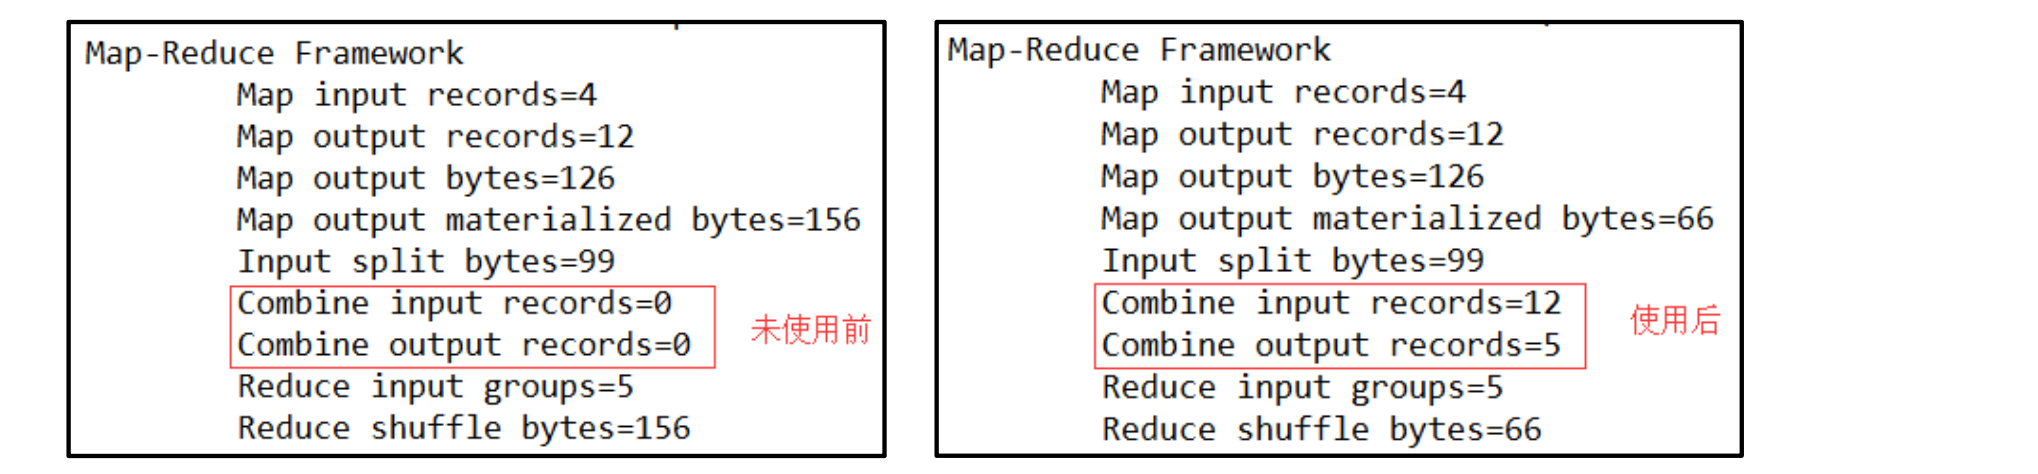 Map-Reduce Framework
Map input records=4
Map output records=12
Map output bytes=126
Map output materialized bytes=156
Input split bytes=99
Combine input records=0
Combine output records=0
未使用前
Reduce input groups=5
Reduce shuffle bytes=156
Map-Reduce Framework
Map input records=4
Map output records=12
Map output bytes=126
Map output materialized bytes=66
Input split bytes=99
Combine input records=12
Combine output records=5
使用后
Reduce input groups=5
Reduce shuffle bytes=66